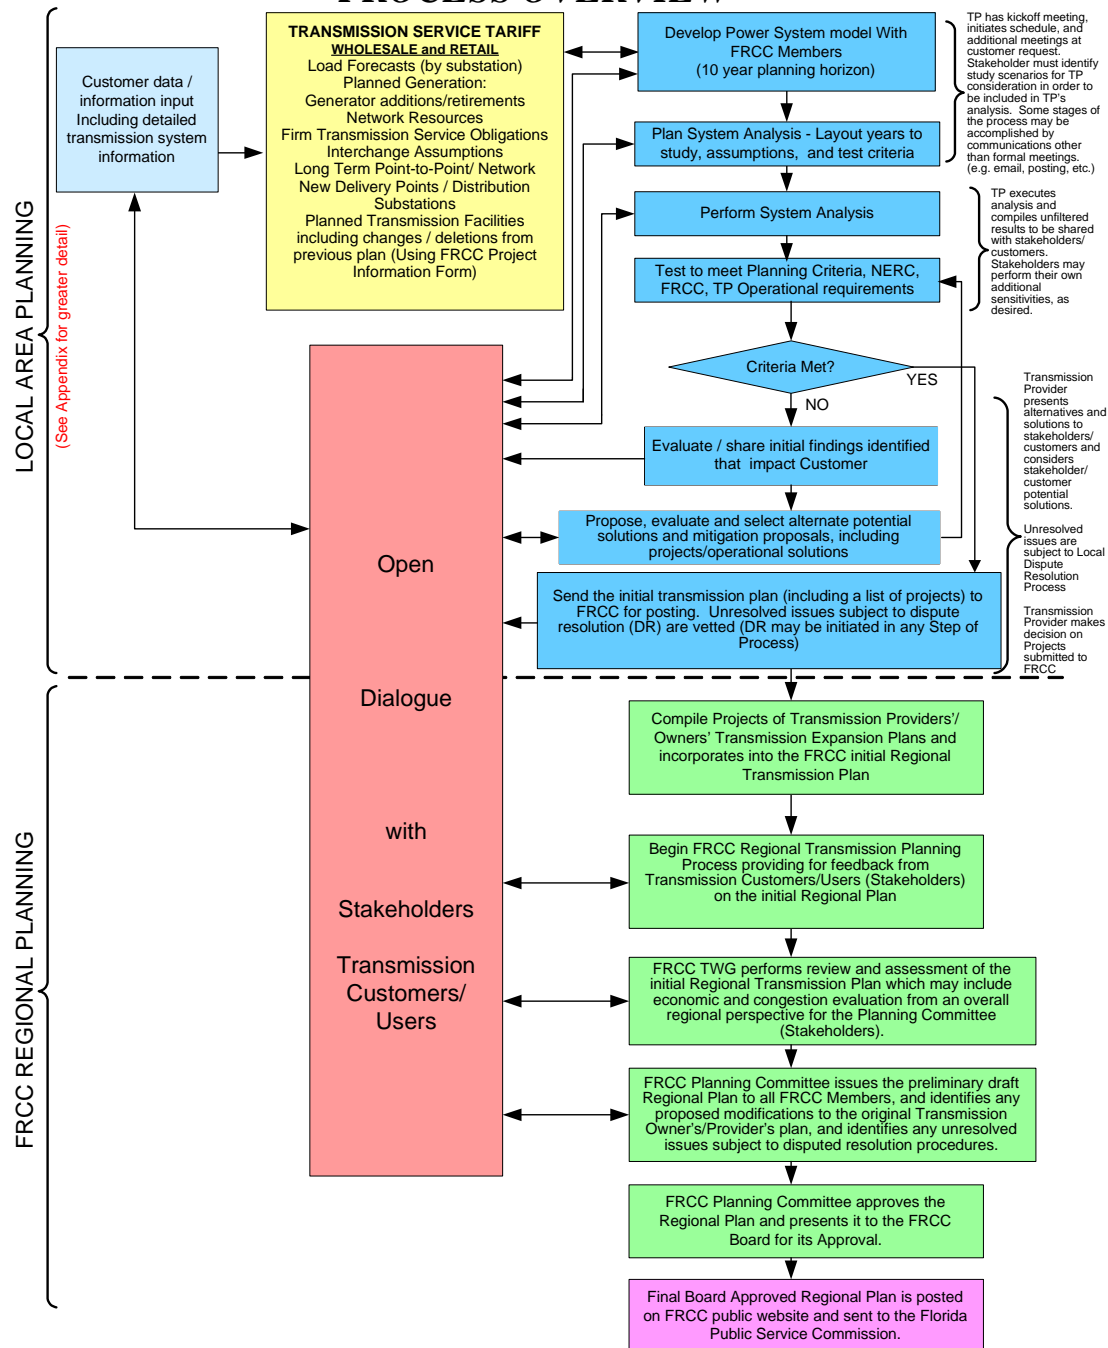 PROCESS OVERVIEW
LOCAL AREA PLANNING
(See Appendix for greater detail)
Customer data /
information input
Including detailed
transmission system
information
TRANSMISSION SERVICE TARIFF
WHOLESALE and RETAIL
Load Forecasts (by substation)
Planned Generation:
Generator additions/retirements
Network Resources
Firm Transmission Service Obligations
Interchange Assumptions
Long Term Point-to-Point/ Network
New Delivery Points / Distribution
Substations
Planned Transmission Facilities
including changes / deletions from
previous plan (Using FRCC Project
Information Form)
Develop Power System model With
FRCC Members
(10 year planning horizon)
TP has kickoff meeting,
initiates schedule, and
additional meetings at
customer request.
Stakeholder must identify
study scenarios for TP
consideration in order to
be included in TP's
analysis. Some stages of
the process may be
accomplished by
communications other
than formal meetings.
(e.g. email, posting, etc.)
Plan System Analysis - Layout years to
study, assumptions, and test criteria
Perform System Analysis
TP executes
analysis and
compiles unfiltered
results to be shared
with stakeholders/
customers.
Stakeholders may
perform their own
additional
sensitivities, as
desired.
Test to meet Planning Criteria, NERC,
FRCC, TP Operational requirements
Criteria Met?
YES
NO
Evaluate / share initial findings identified
that impact Customer
Propose, evaluate and select alternate potential
solutions and mitigation proposals, including
projects/operational solutions
Send the initial transmission plan (including a list of projects) to
FRCC for posting. Unresolved issues subject to dispute
resolution (DR) are vetted (DR may be initiated in any Step of
Process)
Transmission
Provider
presents
alternatives and
solutions to
stakeholders/
customers and
considers
stakeholder/
customer
potential
solutions.
Unresolved
issues are
subject to Local
Dispute
Resolution
Process
Transmission
Provider makes
decision on
Projects
submitted to
FRCC
Open
Dialogue
with
Stakeholders
Transmission
Customers/
Users
FRCC REGIONAL PLANNING
Compile Projects of Transmission Providers'/
Owners' Transmission Expansion Plans and
incorporates into the FRCC initial Regional
Transmission Plan
Begin FRCC Regional Transmission Planning
Process providing for feedback from
Transmission Customers/Users (Stakeholders)
on the initial Regional Plan
FRCC TWG performs review and assessment of the
initial Regional Transmission Plan which may include
economic and congestion evaluation from an overall
regional perspective for the Planning Committee
(Stakeholders).
FRCC Planning Committee issues the preliminary draft
Regional Plan to all FRCC Members, and identifies any
proposed modifications to the original Transmission
Owner's/Provider's plan, and identifies any unresolved
issues subject to disputed resolution procedures.
FRCC Planning Committee approves the
Regional Plan and presents it to the FRCC
Board for its Approval.
Final Board Approved Regional Plan is posted
on FRCC public website and sent to the Florida
Public Service Commission.